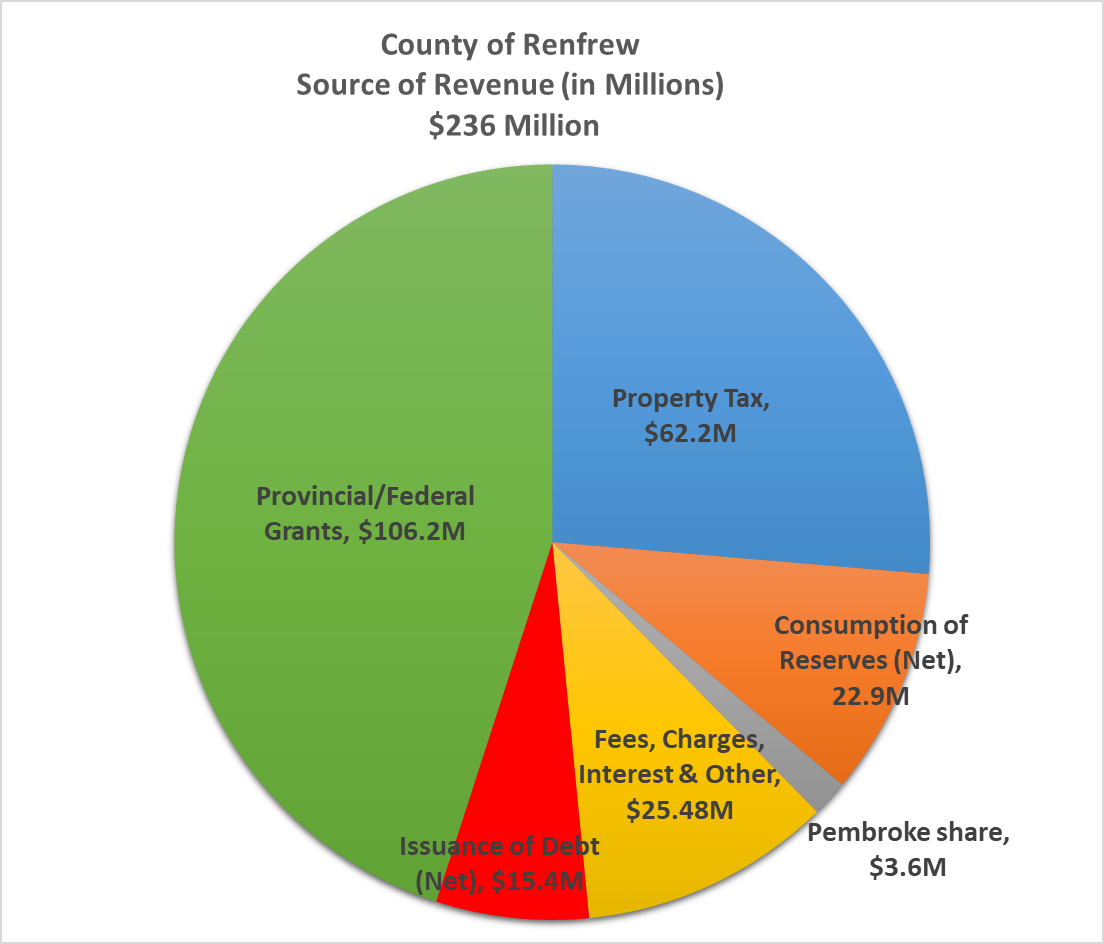 County of Renfrew
Source of Revenue (in Millions)
$236 Million
Property Tax,
$62.2M
Provincial/Federal
Grants, $106.2M
Consumption of
Reserves (Net),
22.9M
Fees, Charges,
Interest & Other,
$25.48M
Pembroke share,
$3.6M
Issuance of Debt
(Net), $15.4M